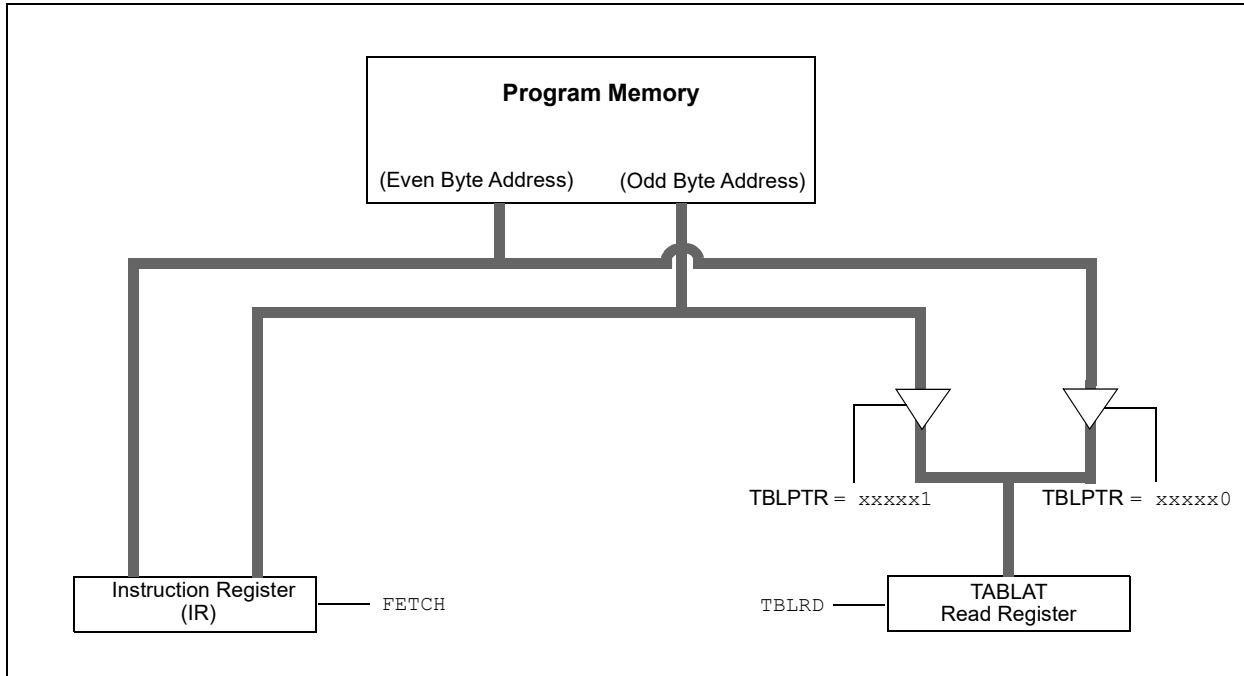 Program Memory
(Even Byte Address)
(Odd Byte Address)
TBLPTR = xxxxx1
TBLPTR = xxxxx0
Instruction Register
(IR)
FETCH
TBLRD
TABLAT
Read Register